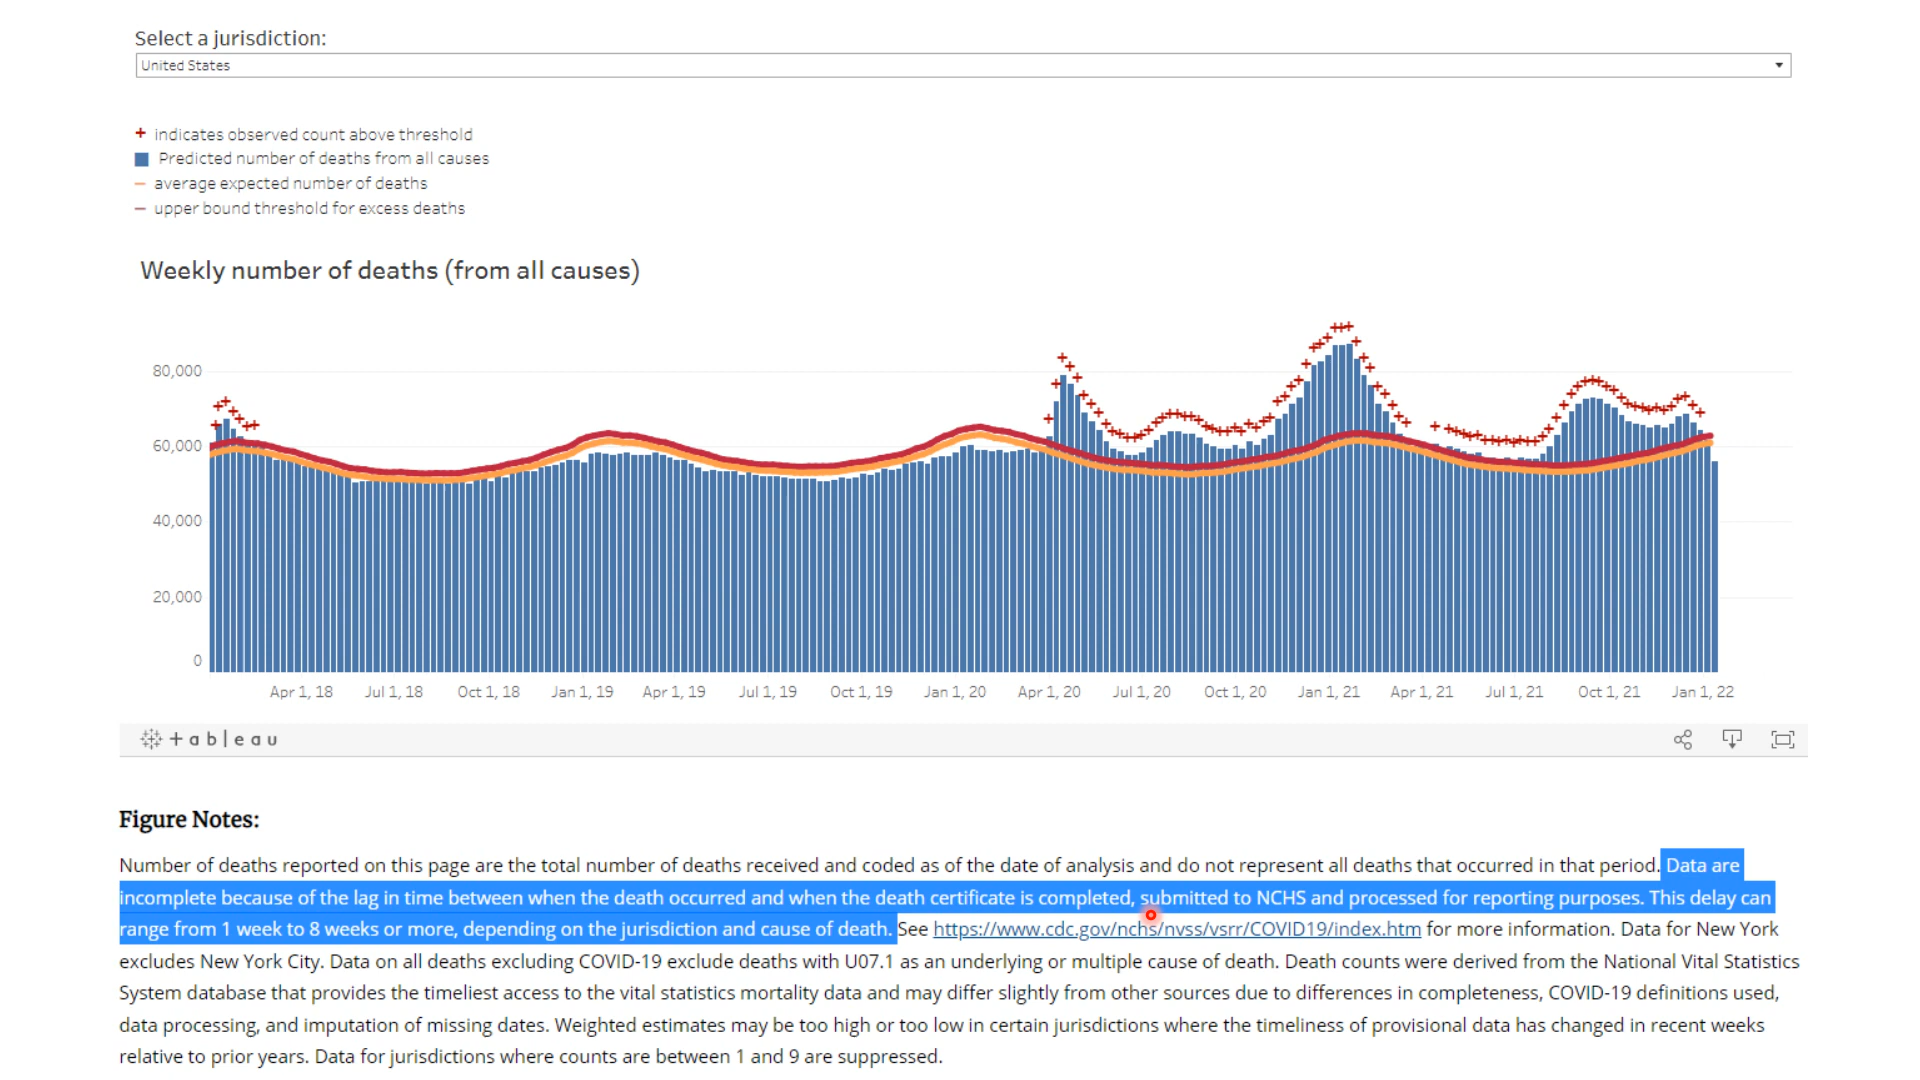 Select a jurisdiction:
United States
+ indicates observed count above threshold
Predicted number of deaths from all causes
average expected number of deaths
upper bound threshold for excess deaths
Weekly number of deaths (from all causes)
80,000
60,000
40,000
20,000
0
Apr 1, 18 Jul 1, 18 Oct 1, 18 Jan 1, 19 Apr 1, 19 Jul 1, 19 Oct 1, 19 Jan 1, 20 Apr 1, 20 Jul 1, 20 Oct 1, 20 Jan 1, 21 Apr 1, 21 Jul 1, 21 Oct 1, 21 Jan 1, 22
+ableau
Figure Notes:
Number of deaths reported on this page are the total number of deaths received and coded as of the date of analysis and do not represent all deaths that occurred in that period. Data are
incomplete because of the lag in time between when the death occurred and when the death certificate is completed, submitted to NCHS and processed for reporting purposes. This delay can
range from 1 week to 8 weeks or more, depending on the jurisdiction and cause of death. See https://www.cdc.gov/nchs/nvss/vsrr/COVID19/index.htm for more information. Data for New York
excludes New York City. Data on all deaths excluding COVID-19 exclude deaths with U07.1 as an underlying or multiple cause of death. Death counts were derived from the National Vital Statistics
System database that provides the timeliest access to the vital statistics mortality data and may differ slightly from other sources due to differences in completeness, COVID-19 definitions used,
data processing, and imputation of missing dates. Weighted estimates may be too high or too low in certain jurisdictions where the timeliness of provisional data has changed in recent weeks
relative to prior years. Data for jurisdictions where counts are between 1 and 9 are suppressed.